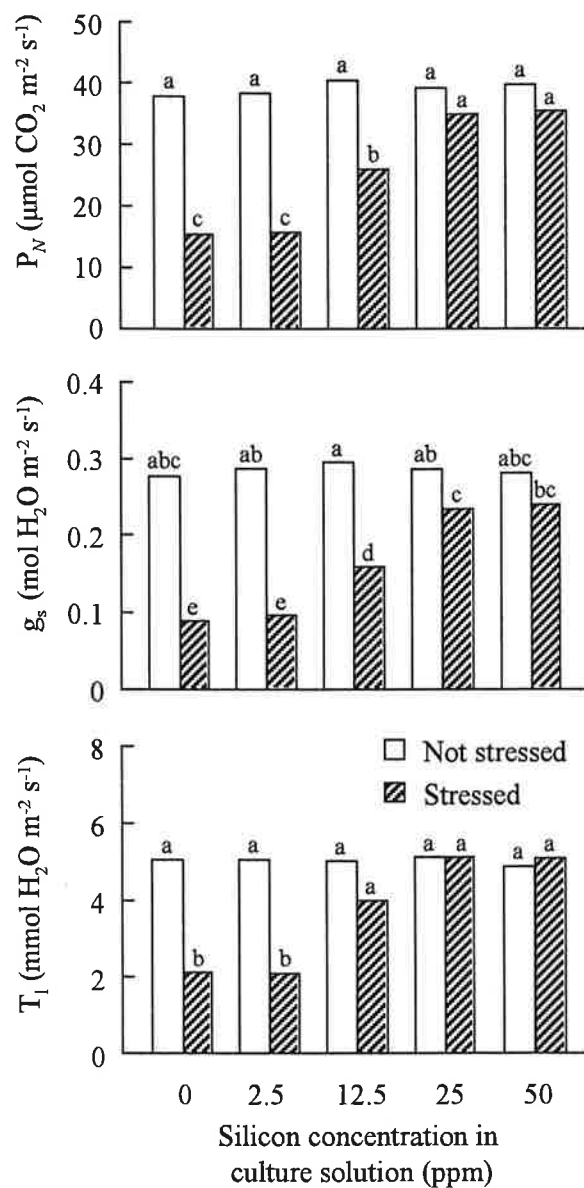 P_N (μmol CO₂ m⁻² s⁻¹)
50
40
30
20
10
0
a a a a a a a
b
c c
g_s (mol H₂O m⁻² s⁻¹)
0.4
0.3
0.2
0.1
0
abc ab a ab abc
e e d c bc
T_l (mmol H₂O m⁻² s⁻¹)
8
6
4
2
0
Not stressed
Stressed
a a a a a a a a
b b
0 2.5 12.5 25 50
Silicon concentration in
culture solution (ppm)